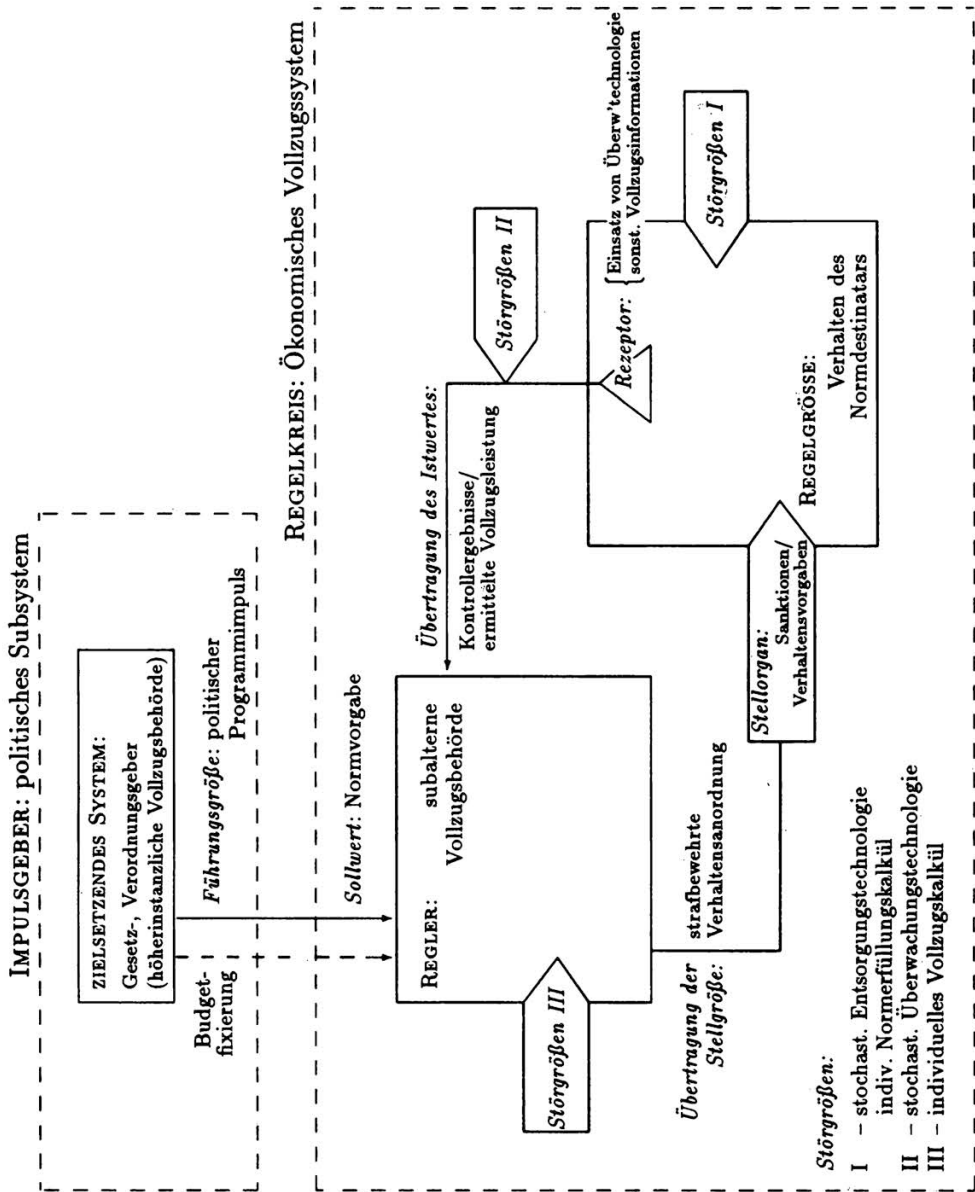 IMPULSGEBER: politisches Subsystem
ZIELSETZENDES SYSTEM:
Gesetz-, Verordnungsgeber
(höherinstanzliche Vollzugsbehörde)
Budget-
fixierung
Führungsgröße: politischer
Programmimpuls
REGELKREIS: Ökonomisches Vollzugssystem
Sollwert: Normvorgabe
REGLER:
subalterne
Vollzugsbehörde
Störgrößen III
Übertragung des Istwertes:
Kontrollergebnisse/
ermittelte Vollzugsleistung
Störgrößen II
Rezeptor:
Einsatz von Überw'technologie
sonst. Vollzugsinformationen
Störgrößen I
REGELGRÖSSE:
Verhalten des
Normdestinatars
Stellorgan:
Sanktionen/
Verhaltensvorgaben
Übertragung der
Stellgröße:
strafbewehrte
Verhaltensanordnung
Störgrößen:
I – stochast. Entsorgungstechnologie
indiv. Normerfüllungskalkül
II – stochast. Überwachungstechnologie
III – individuelles Vollzugskalkül